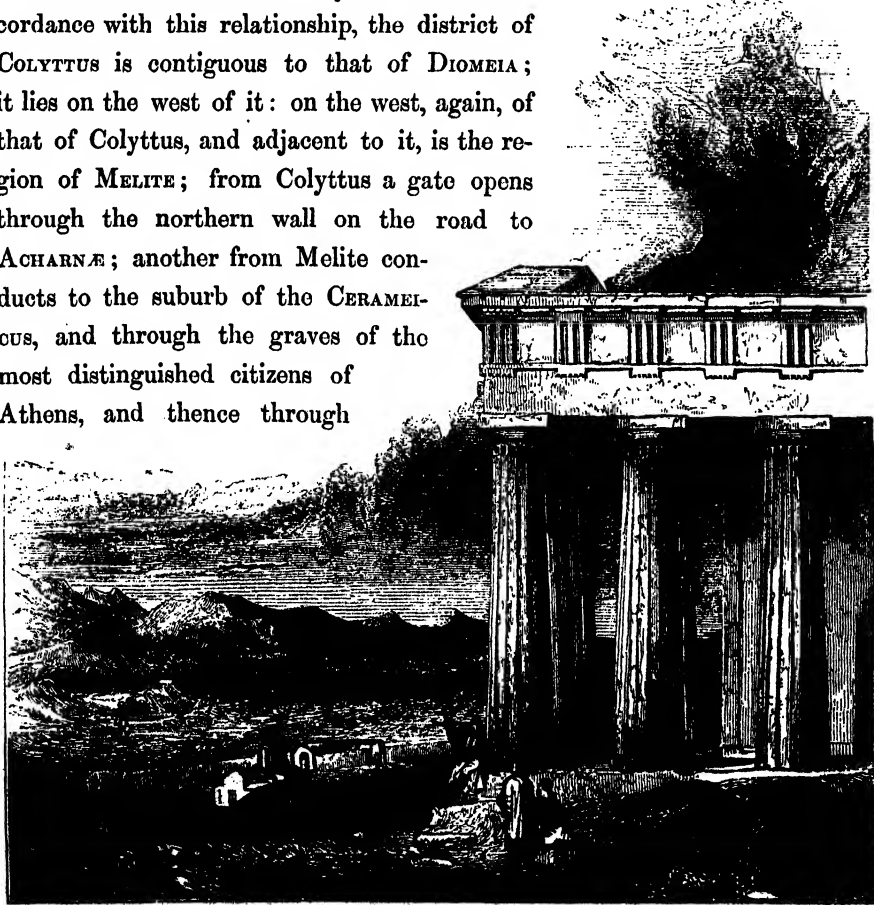 cordance with this relationship, the district of
COLYTTUS is contiguous to that of DIOMEIA;
it lies on the west of it: on the west, again, of
that of Colyttus, and adjacent to it, is the re-
gion of MELITE; from Colyttus a gate opens
through the northern wall on the road to
ACHARNÆ; another from Melite con-
ducts to the suburb of the CERAMEI-
CUS, and through the graves of the
most distinguished citizens of
Athens, and thence through